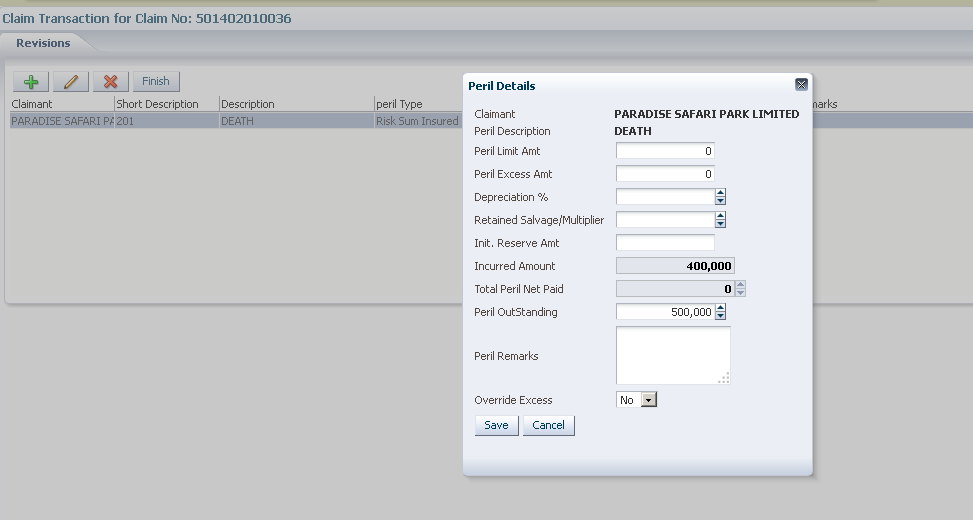 Claim Transaction for Claim No: 501402010036
Revisions
Finish
Claimant Short Description Description peril Type marks
PARADISE SAFARI PA 201 DEATH Risk Sum Insured
Peril Details
Claimant PARADISE SAFARI PARK LIMITED
Peril Description DEATH
Peril Limit Amt 0
Peril Excess Amt 0
Depreciation %
Retained Salvage/Multiplier
Init. Reserve Amt
Incurred Amount 400,000
Total Peril Net Paid 0
Peril OutStanding 500,000
Peril Remarks
Override Excess No
Save Cancel